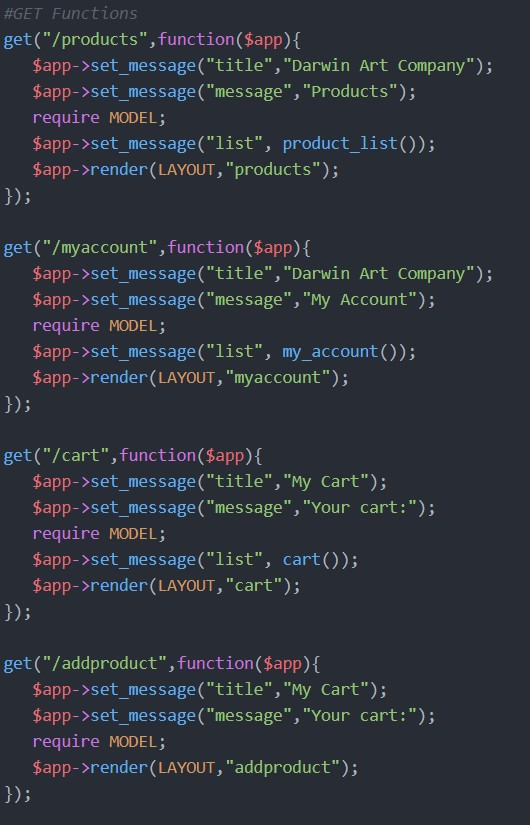 #GET Functions
get("/products",function($app){
   $app->set_message("title","Darwin Art Company");
   $app->set_message("message","Products");
   require MODEL;
   $app->set_message("list", product_list());
   $app->render(LAYOUT,"products");
});

get("/myaccount",function($app){
   $app->set_message("title","Darwin Art Company");
   $app->set_message("message","My Account");
   require MODEL;
   $app->set_message("list", my_account());
   $app->render(LAYOUT,"myaccount");
});

get("/cart",function($app){
   $app->set_message("title","My Cart");
   $app->set_message("message","Your cart:");
   require MODEL;
   $app->set_message("list", cart());
   $app->render(LAYOUT,"cart");
});

get("/addproduct",function($app){
   $app->set_message("title","My Cart");
   $app->set_message("message","Your cart:");
   require MODEL;
   $app->render(LAYOUT,"addproduct");
});